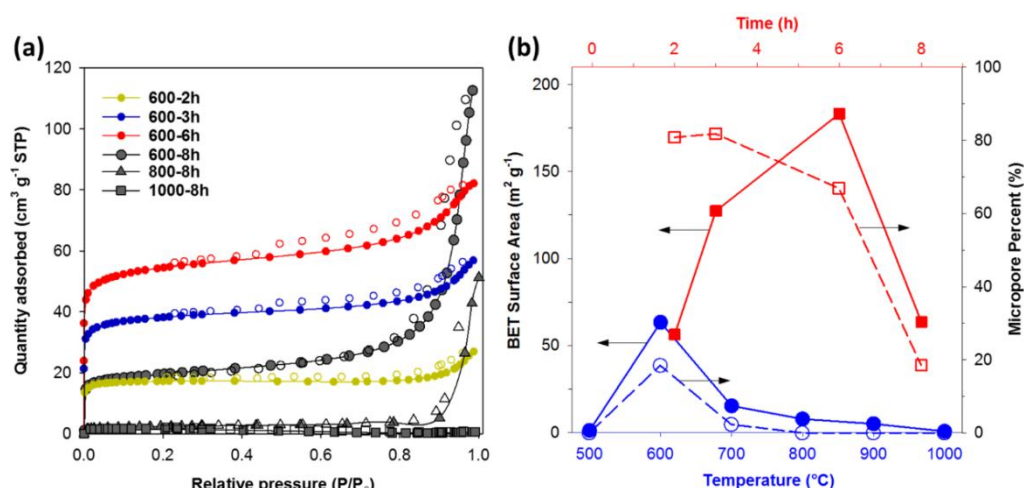 (a)
Quantity adsorbed (cm³ g⁻¹ STP)
120
100
80
60
40
20
0
600-2h
600-3h
600-6h
600-8h
800-8h
1000-8h
0.0 0.2 0.4 0.6 0.8 1.0
Relative pressure (P/P₀)
(b)
Time (h)
0 2 4 6 8
BET Surface Area (m² g⁻¹)
200
150
100
50
0
100
80
60
40
20
0
Micropore Percent (%)
500 600 700 800 900 1000
Temperature (°C)